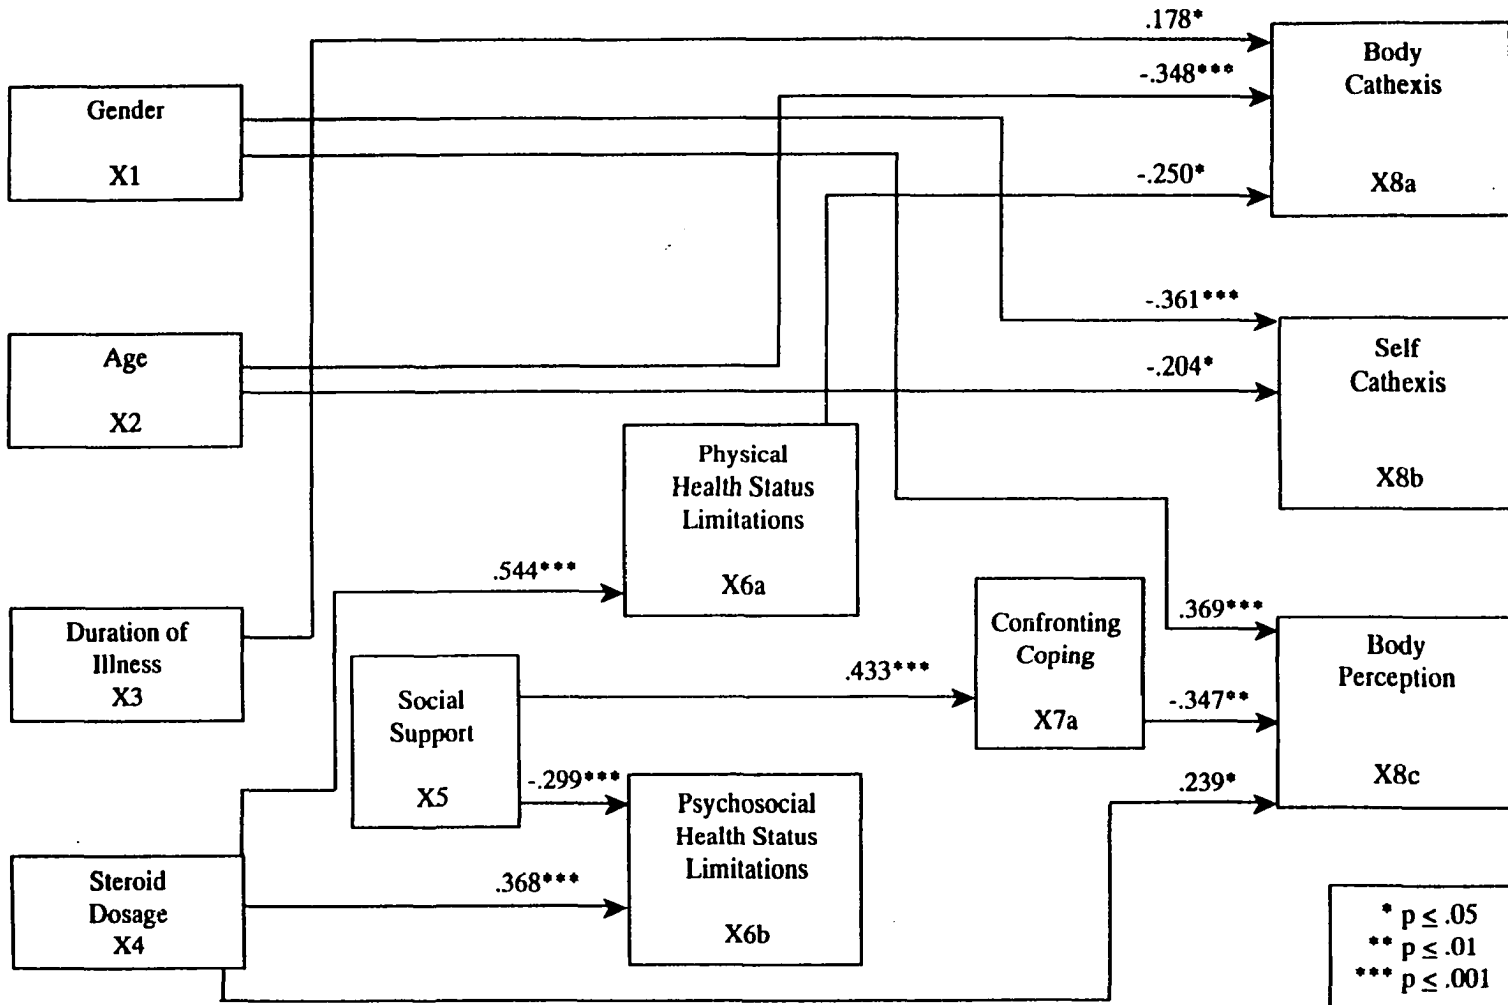 .178*
Body
Cathexis
X8a
-.348***
-.250*
Gender
X1
-.361***
Self
Cathexis
X8b
-.204*
Age
X2
Physical
Health Status
Limitations
X6a
.544***
Duration of
Illness
X3
Social
Support
X5
.433***
Confronting
Coping
X7a
.369***
-.347**
.239*
Body
Perception
X8c
-.299***
Psychosocial
Health Status
Limitations
X6b
.368***
Steroid
Dosage
X4
* p ≤ .05
** p ≤ .01
*** p ≤ .001